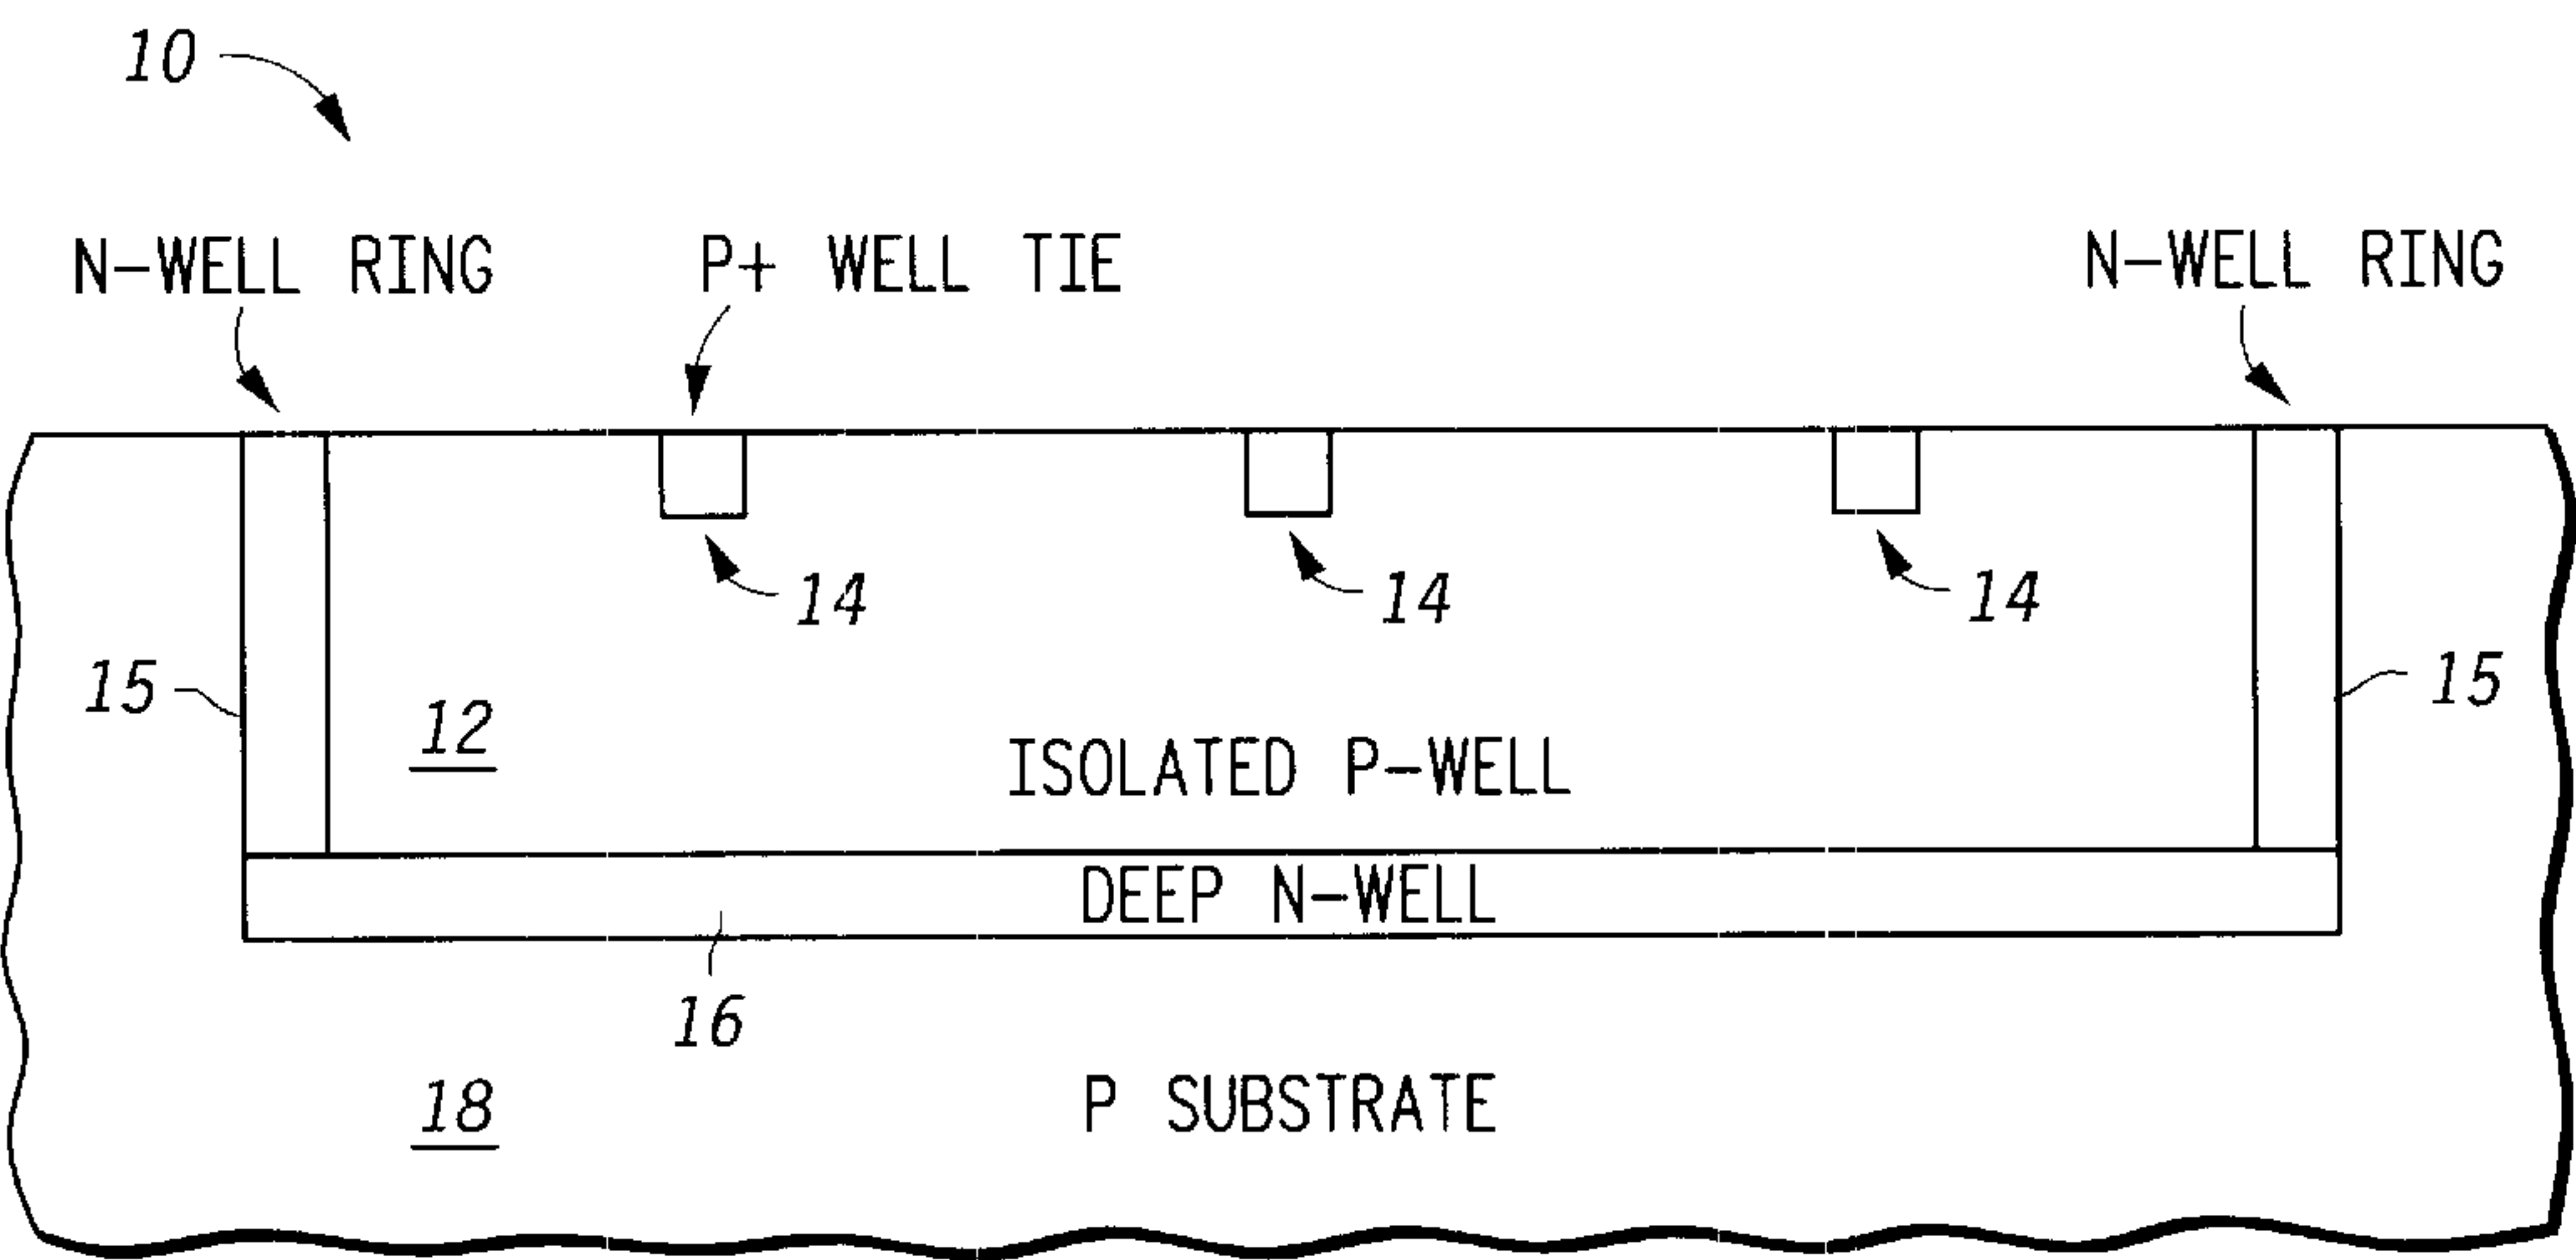 10
N-WELL RING P+ WELL TIE N-WELL RING
14 14 14
15 15
12
ISOLATED P-WELL
DEEP N-WELL
16
18 P SUBSTRATE